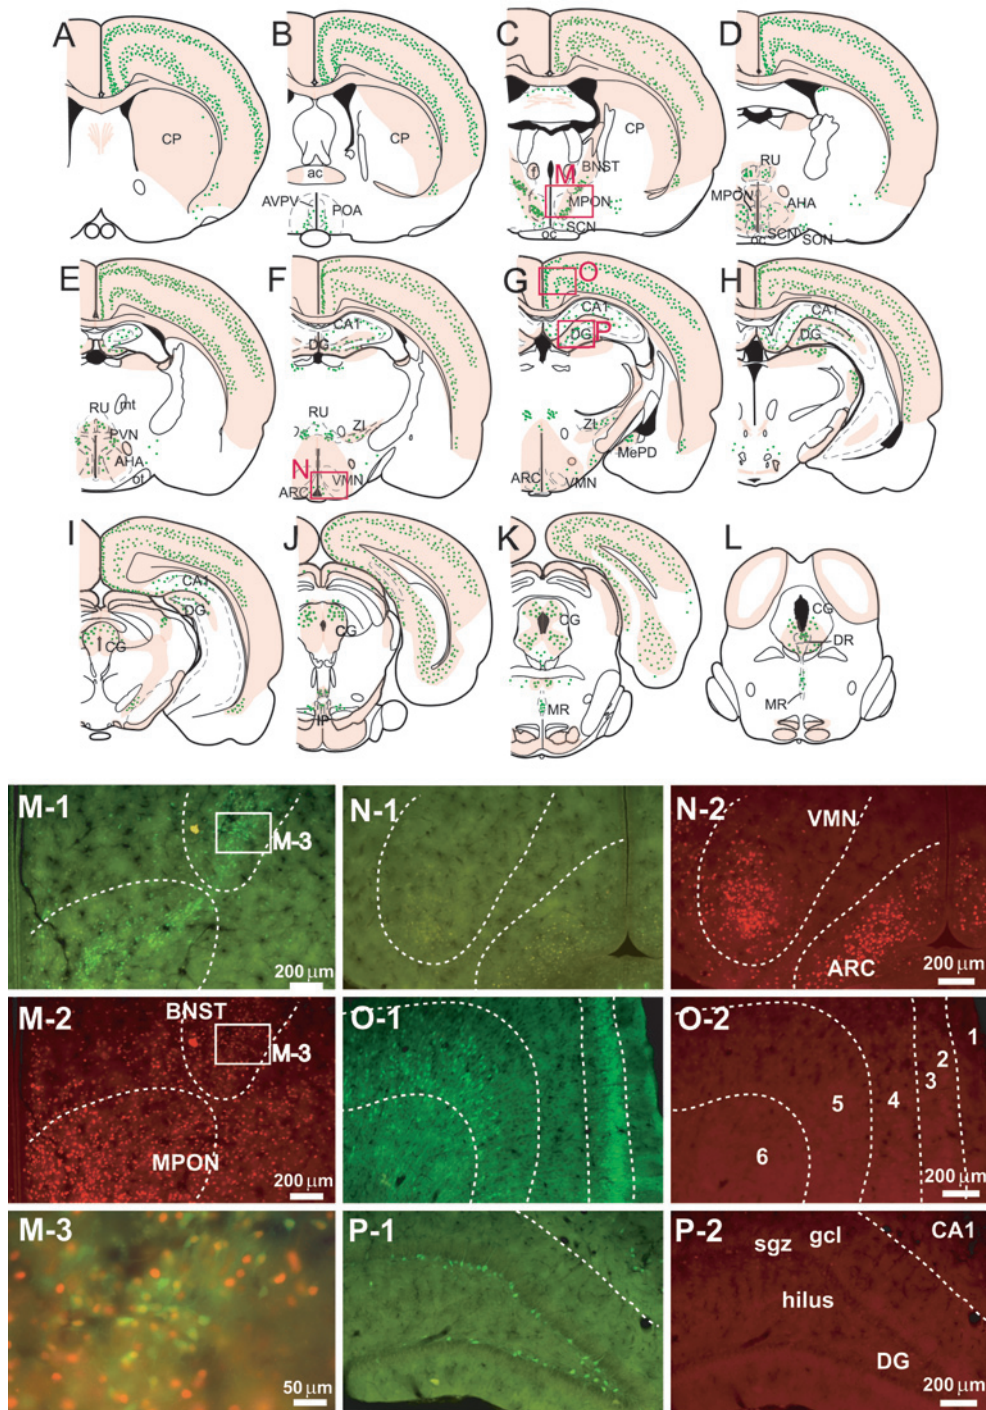 A
CP
B
CP
ac
AVPV
POA
C
CP
BNST
f
M
MPON
SCN
oc
D
RU
MPON
AHA
SCN
oc
SON
E
RU
mt
PVN
AHA
ot
F
CA1
DG
RU
ZI
N
VMN
ARC
G
O
CA1
DG
P
ZI
MePD
ARC
VMN
H
CA1
DG
I
CA1
DG
CG
J
CG
IP
K
CG
MR
L
CG
DR
MR
M-1
M-3
200 µm
N-1
N-2
VMN
ARC
200 µm
M-2
BNST
M-3
MPON
200 µm
O-1
O-2
1
2
3
4
5
6
200 µm
M-3
50 µm
P-1
P-2
sgz
gcl
CA1
hilus
DG
200 µm